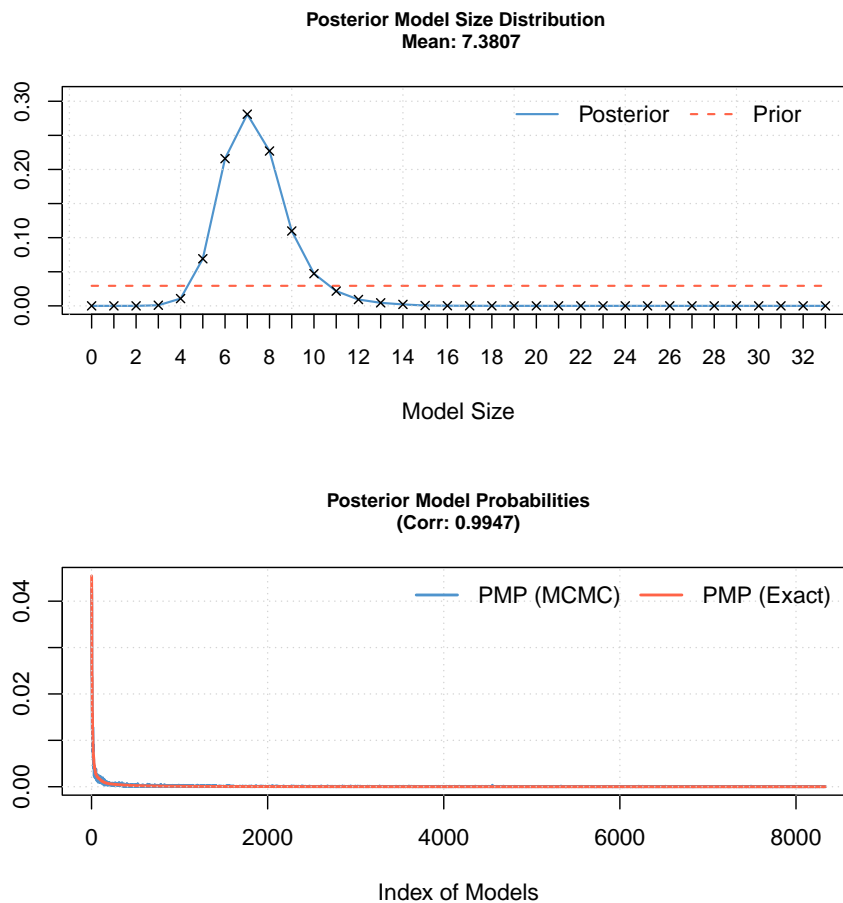 Posterior Model Size Distribution
Mean: 7.3807
0.30
0.20
0.10
0.00
Posterior
Prior
0 2 4 6 8 10 12 14 16 18 20 22 24 26 28 30 32
Model Size
Posterior Model Probabilities
(Corr: 0.9947)
0.04
0.02
0.00
PMP (MCMC)
PMP (Exact)
0 2000 4000 6000 8000
Index of Models